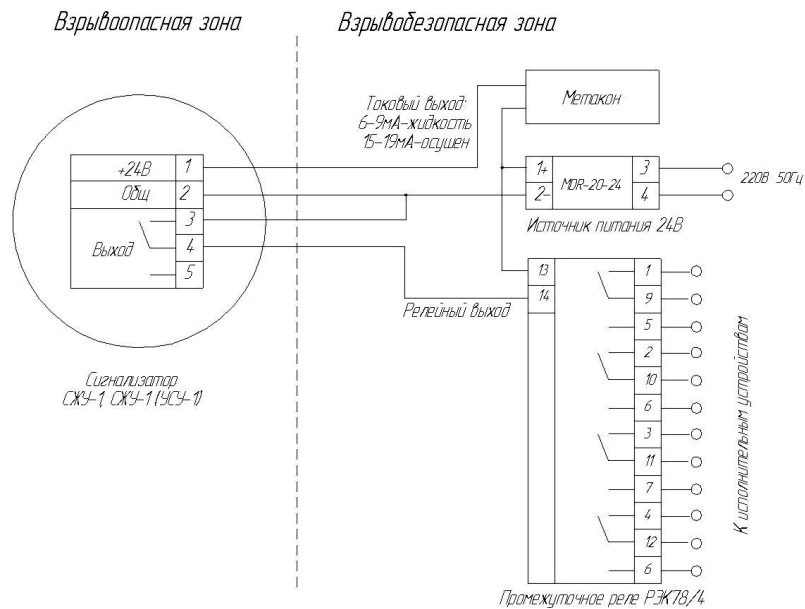 Взрывоопасная зона
Взрывобезопасная зона
Токовый выход:
6-9мА-жидкость
15-19мА-осушен
Метакон
+24В 1
Общ 2
3
Выход 4
5
1+ MDR-20-24 3
2- 4
220В 50Гц
Источник питания 24В
13 1
14 9
5
2
10
6
3
11
7
4
12
6
Релейный выход
Сигнализатор
СЖУ-1, СЖУ-1 (УСУ-1)
К исполнительным устройствам
Промежуточное реле РЭК78/4